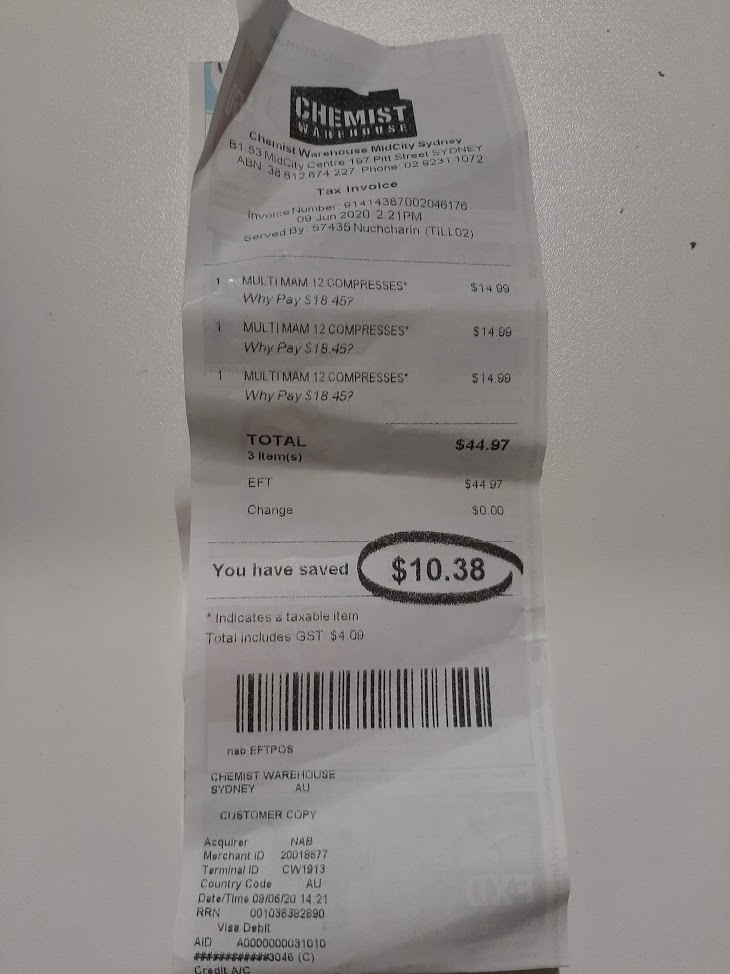 CHEMIST
WAREHOUSE
Chemist Warehouse MidCity Sydney
B1.53 MidCity Centre 197 Pitt Street SYDNEY
ABN 38 612 674 227 Phone: 02 9231 1072
Tax Invoice
Invoice Number: 91414387002046176
09 Jun 2020 2:21PM
Served By: 57435 Nuchcharin (TILL02)
1 MULTI MAM 12 COMPRESSES* $14.99
Why Pay $18.45?
1 MULTI MAM 12 COMPRESSES* $14.99
Why Pay $18.45?
1 MULTI MAM 12 COMPRESSES* $14.99
Why Pay $18.45?
TOTAL $44.97
3 Item(s)
EFT $44.97
Change $0.00
You have saved $10.38
* Indicates a taxable item
Total includes GST $4.09
nab EFTPOS
CHEMIST WAREHOUSE
SYDNEY AU
CUSTOMER COPY
Acquirer NAB
Merchant ID 20018677
Terminal ID CW1913
Country Code AU
Date/Time 09/06/20 14:21
RRN 001036382890
Visa Debit
AID A0000000031010
############3046 (C)
Credit A/C